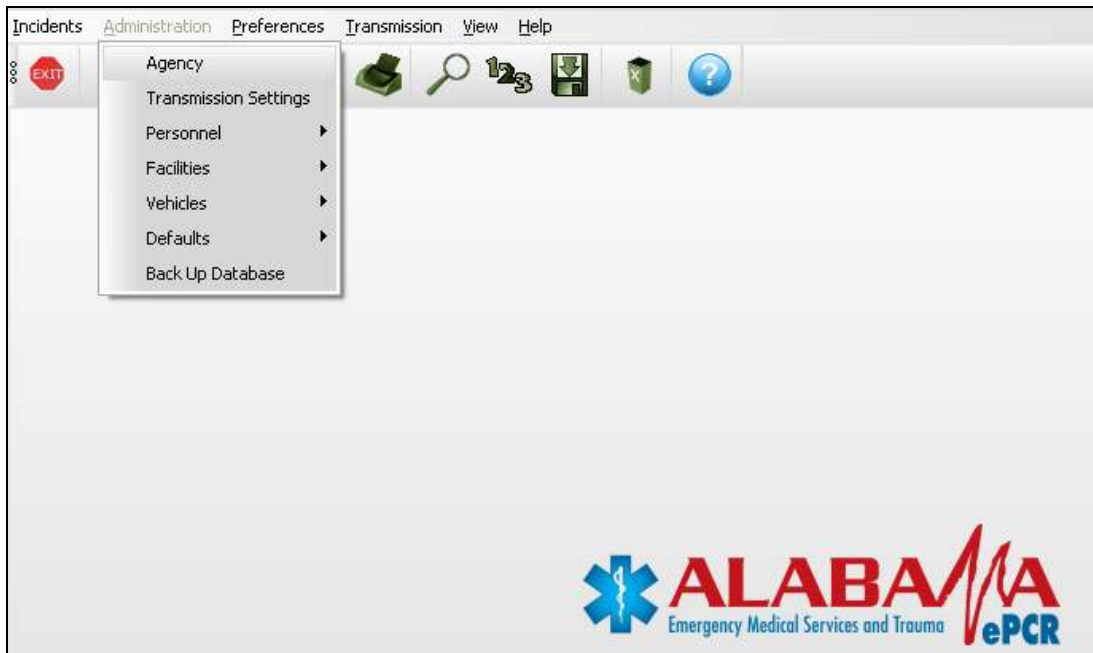 Incidents Administration Preferences Transmission View Help
EXIT
123
Agency
Transmission Settings
Personnel
Facilities
Vehicles
Defaults
Back Up Database
ALABAMA
Emergency Medical Services and Trauma
ePCR